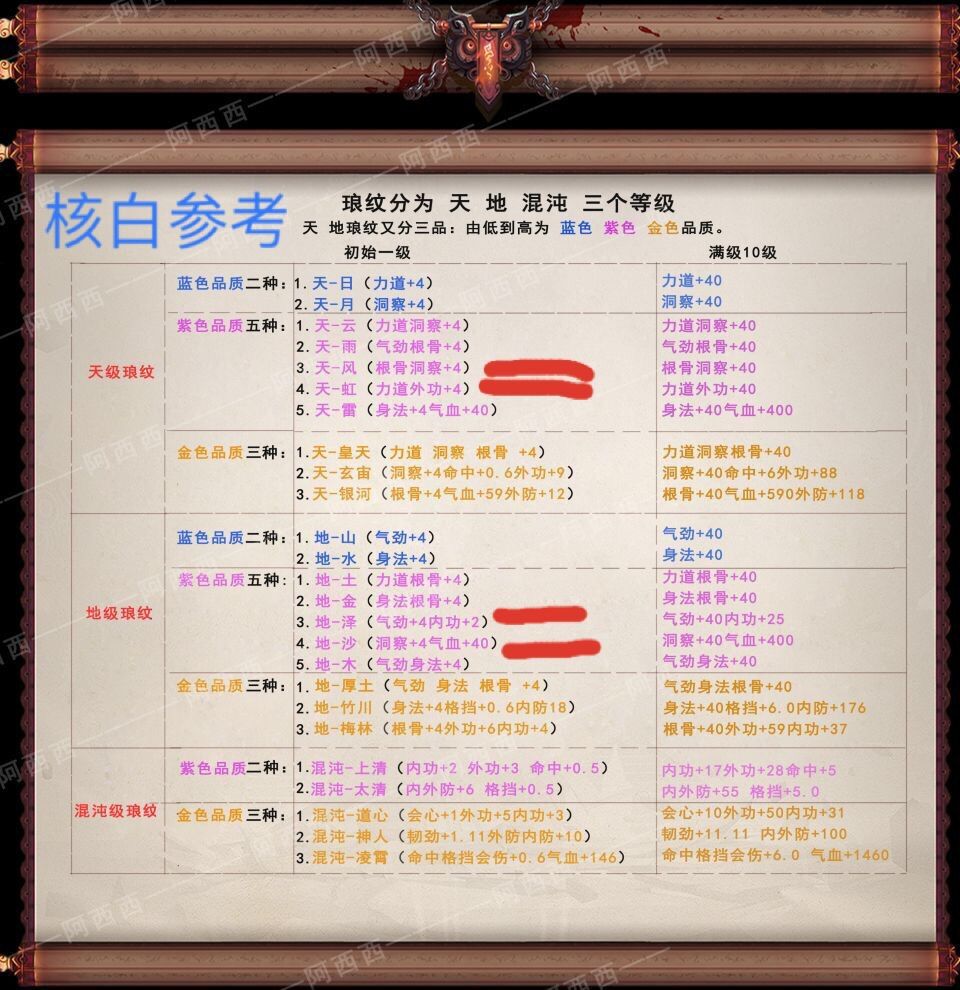 核白参考
琅纹分为 天 地 混沌 三个等级
天 地琅纹又分三品：由低到高为 蓝色 紫色 金色品质。
初始一级 满级10级
天级琅纹
蓝色品质二种：1.天-日（力道+4） 力道+40
2.天-月（洞察+4） 洞察+40
紫色品质五种：1.天-云（力道洞察+4） 力道洞察+40
2.天-雨（气劲根骨+4） 气劲根骨+40
3.天-风（根骨洞察+4） 根骨洞察+40
4.天-虹（力道外功+4） 力道外功+40
5.天-雷（身法+4气血+40） 身法+40气血+400
金色品质三种：1.天-皇天（力道 洞察 根骨 +4） 力道洞察根骨+40
2.天-玄宙（洞察+4命中+0.6外功+9） 洞察+40命中+6外功+88
3.天-银河（根骨+4气血+59外防+12） 根骨+40气血+590外防+118
地级琅纹
蓝色品质二种：1.地-山（气劲+4） 气劲+40
2.地-水（身法+4） 身法+40
紫色品质五种：1.地-土（力道根骨+4） 力道根骨+40
2.地-金（身法根骨+4） 身法根骨+40
3.地-泽（气劲+4内功+2） 气劲+40内功+25
4.地-沙（洞察+4气血+40） 洞察+40气血+400
5.地-木（气劲身法+4） 气劲身法+40
金色品质三种：1.地-厚土（气劲 身法 根骨 +4） 气劲身法根骨+40
2.地-竹川（身法+4格挡+0.6内防18） 身法+40格挡+6.0内防+176
3.地-梅林（根骨+4外功+6内功+4） 根骨+40外功+59内功+37
混沌级琅纹
紫色品质二种：1.混沌-上清（内功+2 外功+3 命中+0.5） 内功+17外功+28命中+5
2.混沌-太清（内外防+6 格挡+0.5） 内外防+55 格挡+5.0
金色品质三种：1.混沌-道心（会心+1外功+5内功+3） 会心+10外功+50内功+31
2.混沌-神人（韧劲+1.11外防内防+10） 韧劲+11.11 内外防+100
3.混沌-凌霄（命中格挡会伤+0.6气血+146） 命中格挡会伤+6.0 气血+1460
阿西西